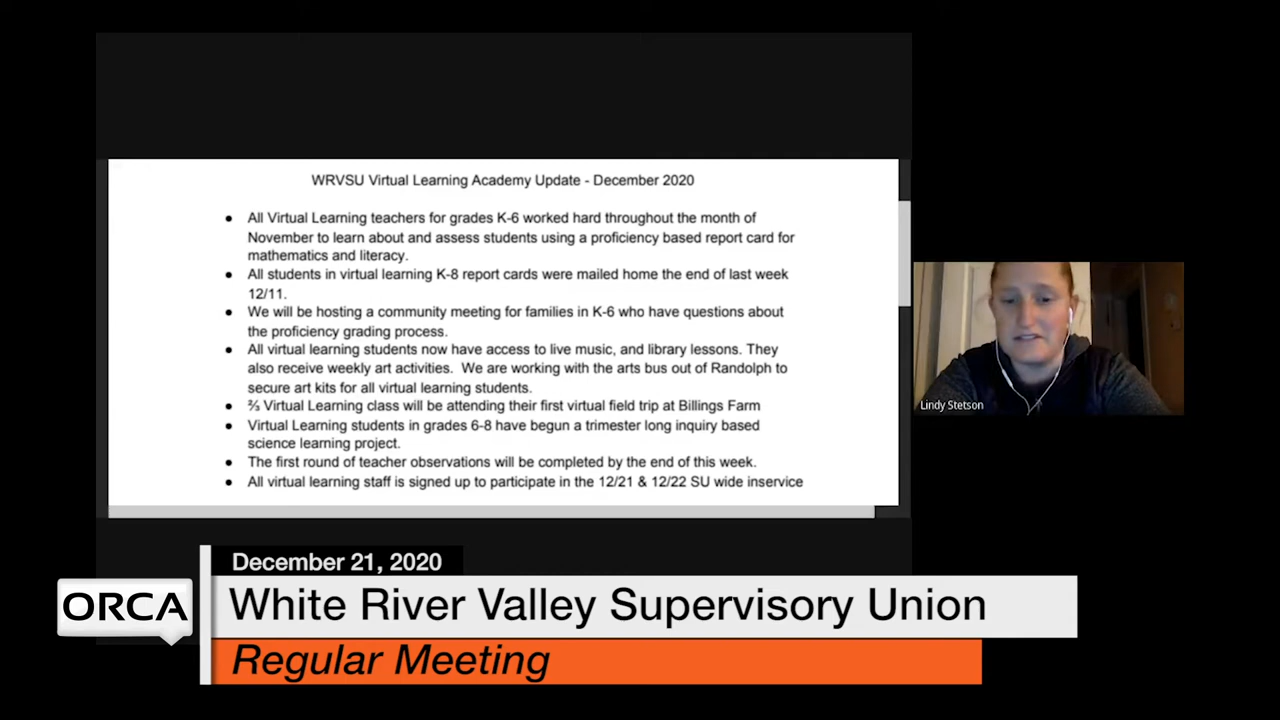 WRVSU Virtual Learning Academy Update - December 2020
● All Virtual Learning teachers for grades K-6 worked hard throughout the month of
November to learn about and assess students using a proficiency based report card for
mathematics and literacy.
● All students in virtual learning K-8 report cards were mailed home the end of last week
12/11.
● We will be hosting a community meeting for families in K-6 who have questions about
the proficiency grading process.
● All virtual learning students now have access to live music, and library lessons. They
also receive weekly art activities. We are working with the arts bus out of Randolph to
secure art kits for all virtual learning students.
● ⅔ Virtual Learning class will be attending their first virtual field trip at Billings Farm
● Virtual Learning students in grades 6-8 have begun a trimester long inquiry based
science learning project.
● The first round of teacher observations will be completed by the end of this week.
● All virtual learning staff is signed up to participate in the 12/21 & 12/22 SU wide inservice
Lindy Stetson
December 21, 2020
ORCA
White River Valley Supervisory Union
Regular Meeting